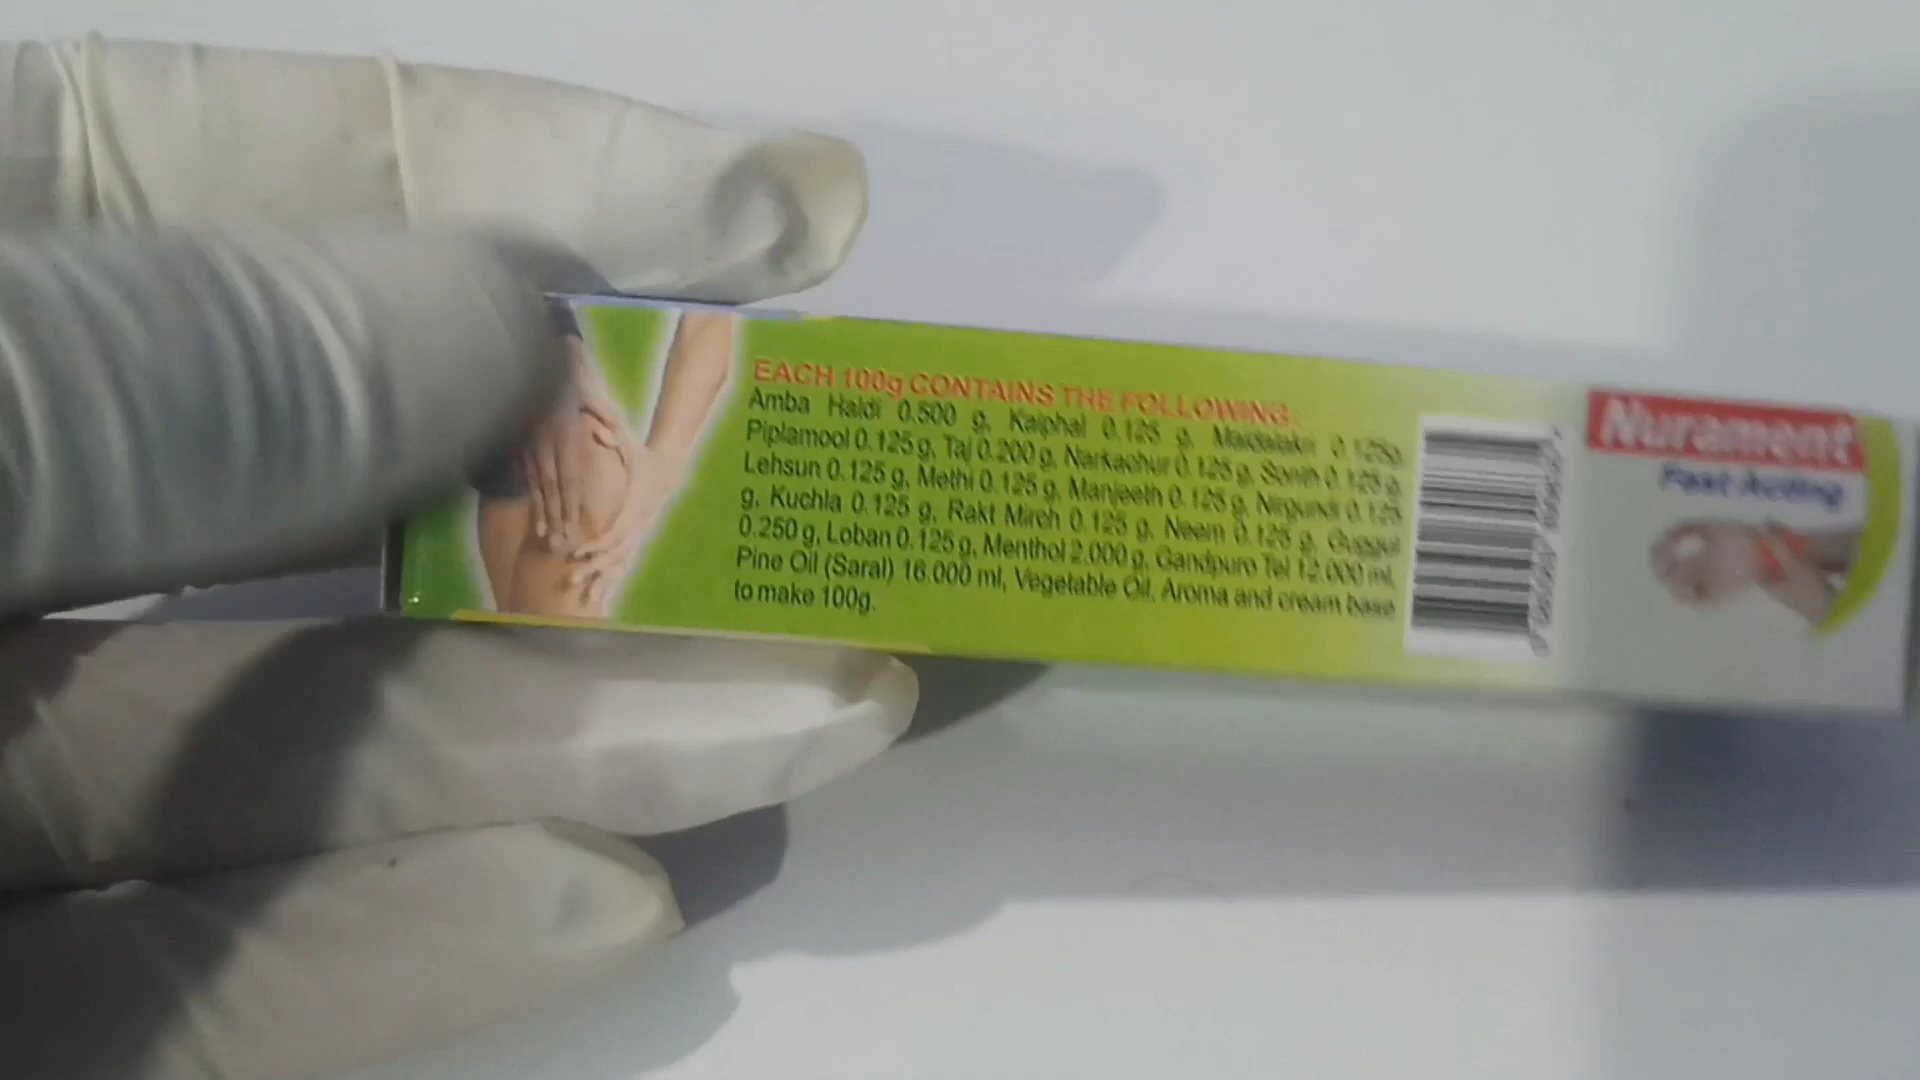 EACH 100g CONTAINS THE FOLLOWING
Amba Haldi 0.500 g, Kaiphal 0.125 g, Maidalakri 0.125g,
Piplamool 0.125 g, Taj 0.200 g, Narkachur 0.125 g, Sonth 0.125 g,
Lehsun 0.125 g, Methi 0.125 g, Manjeeth 0.125 g, Nirgundi 0.125
g, Kuchla 0.125 g, Rakt Mirch 0.125 g, Neem 0.125 g, Guggul
0.250 g, Loban 0.125 g, Menthol 2.000 g, Gandpuro Tel 12.000 ml,
Pine Oil (Saral) 16.000 ml, Vegetable Oil, Aroma and cream base
to make 100g.
Nurament
Fast Acting